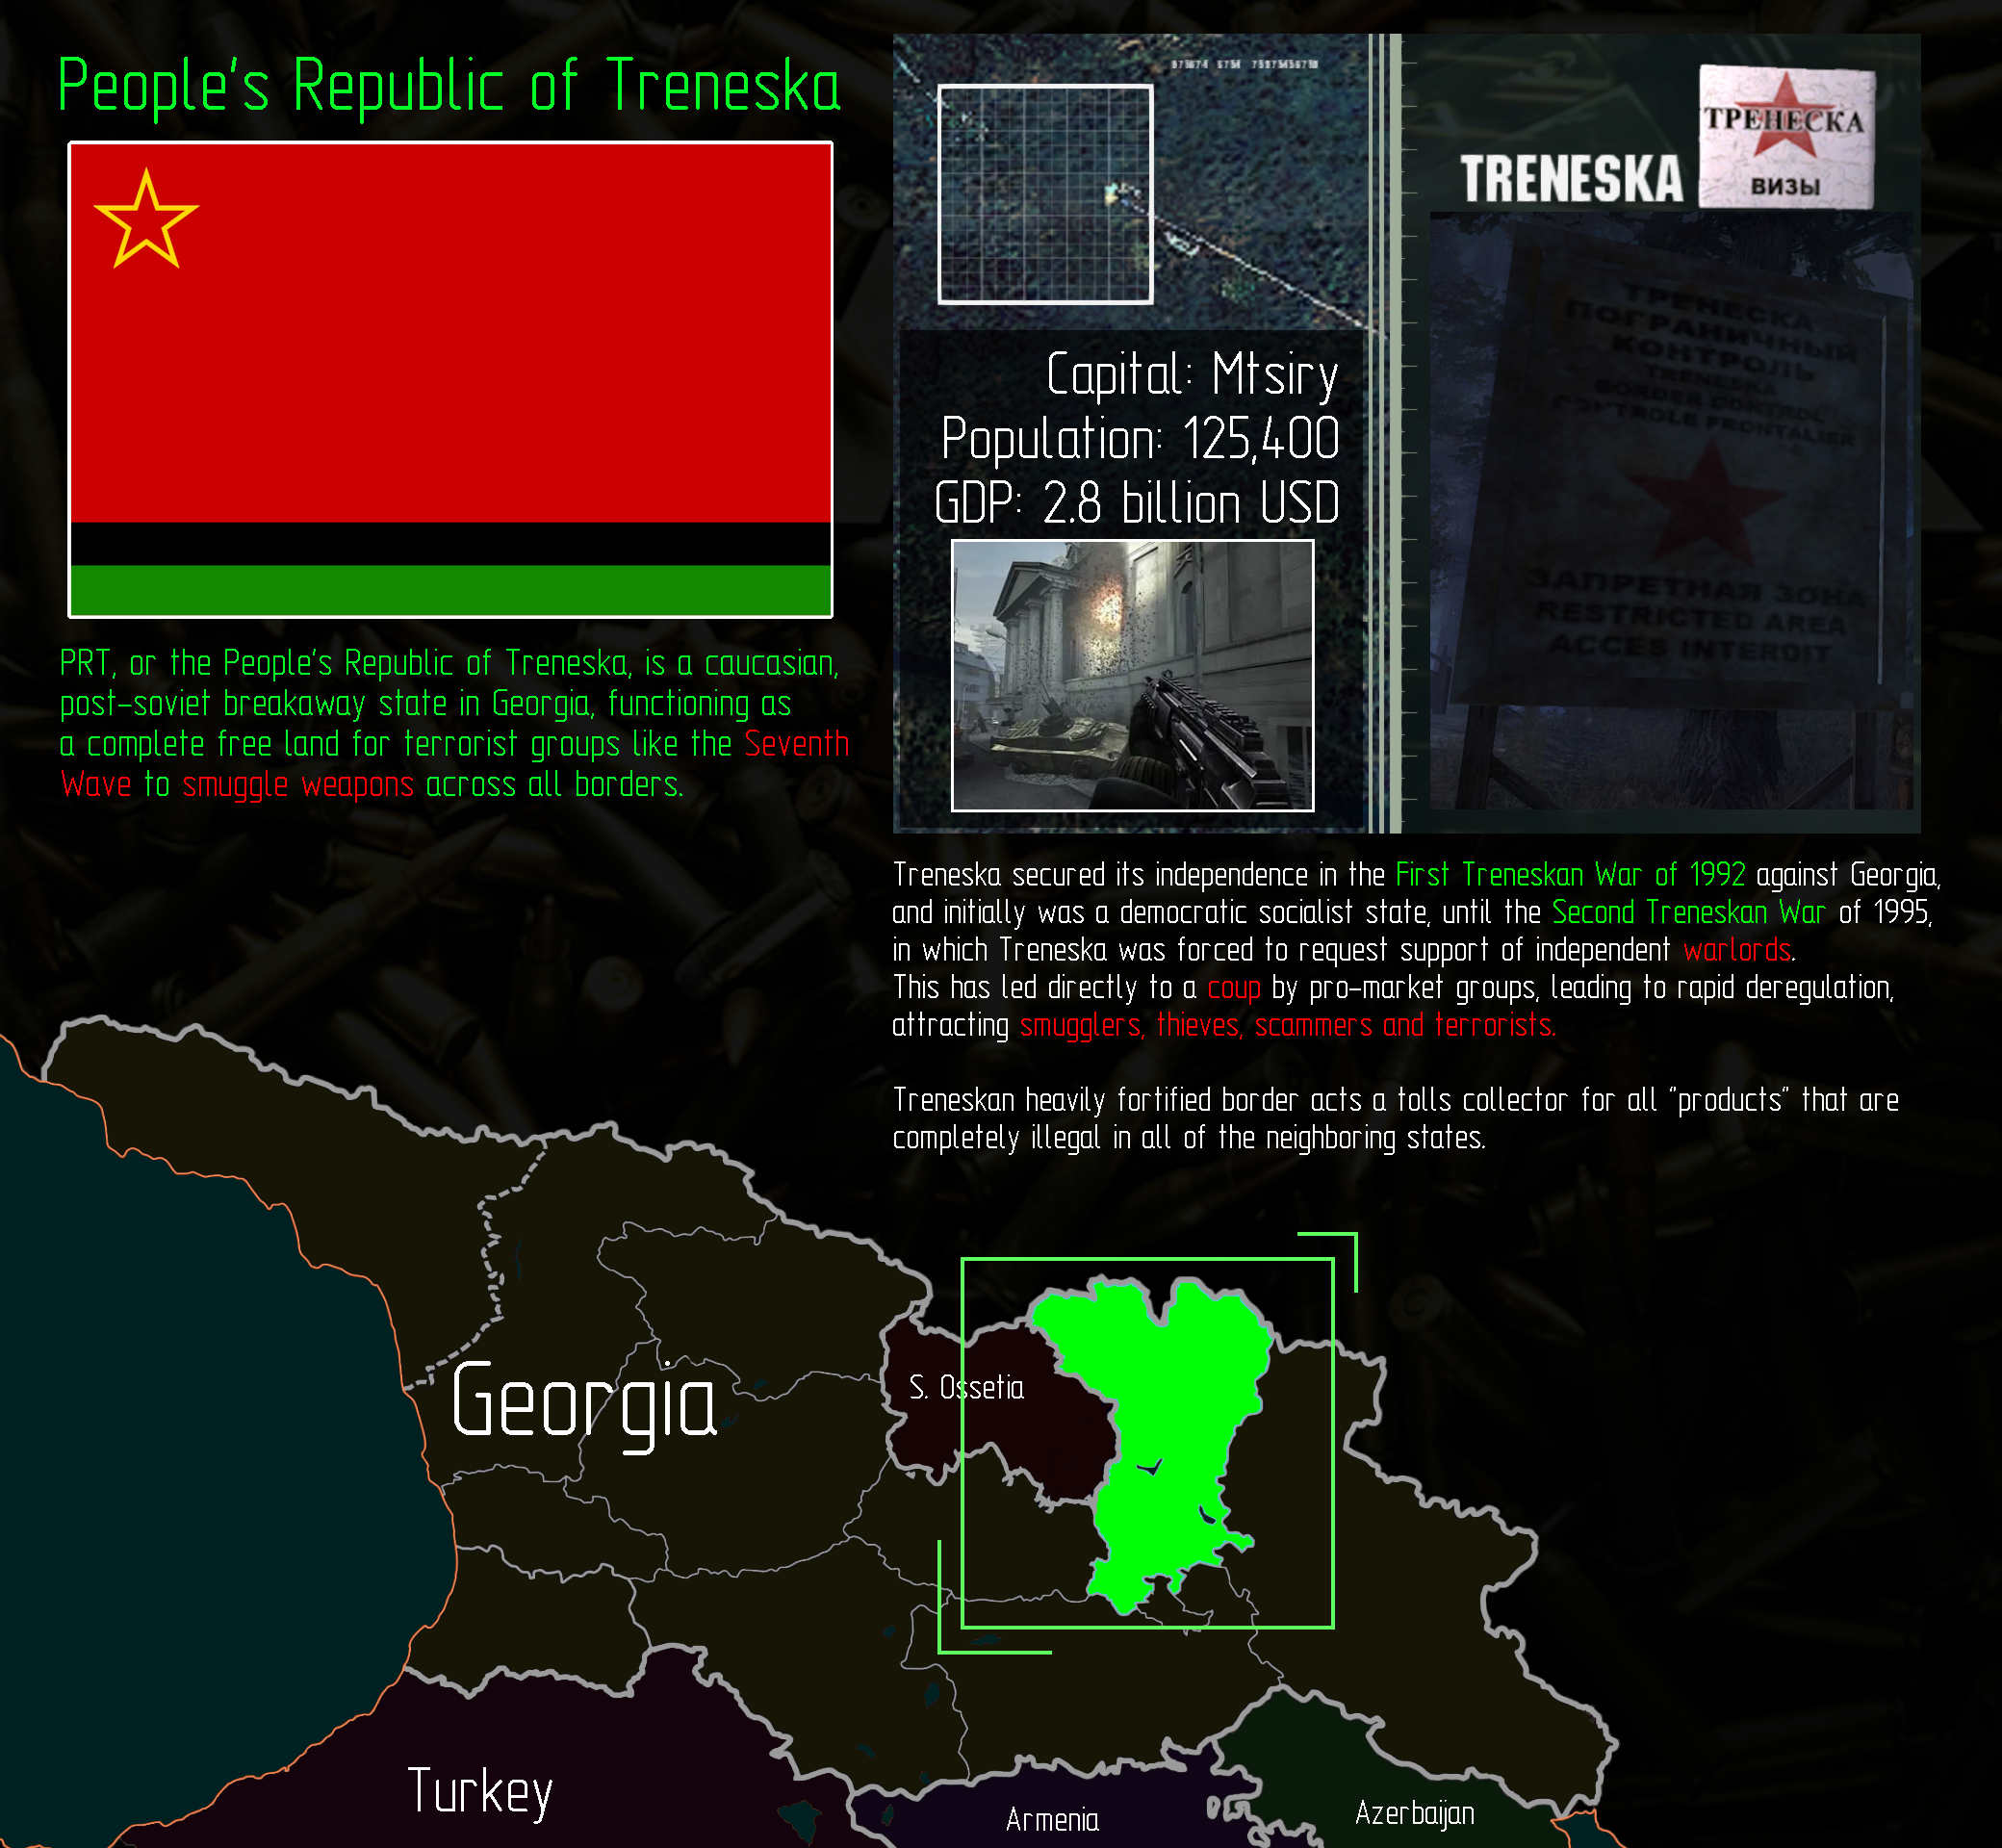 People's Republic of Treneska
PRT, or the People's Republic of Treneska, is a caucasian,
post-soviet breakaway state in Georgia, functioning as
a complete free land for terrorist groups like the Seventh
Wave to smuggle weapons across all borders.
Capital: Mtsiry
Population: 125,400
GDP: 2.8 billion USD
TRENESKA
ТРЕНЕСКА
ВИЗЫ
ТРЕНЕСКА
ПОГРАНИЧНЫЙ
КОНТРОЛЬ
TRENESKA
BORDER CONTROL
CONTROLE FRONTALIER
ЗАПРЕТНАЯ ЗОНА
RESTRICTED AREA
ACCES INTERDIT
Treneska secured its independence in the First Treneskan War of 1992 against Georgia,
and initially was a democratic socialist state, until the Second Treneskan War of 1995,
in which Treneska was forced to request support of independent warlords.
This has led directly to a coup by pro-market groups, leading to rapid deregulation,
attracting smugglers, thieves, scammers and terrorists.
Treneskan heavily fortified border acts a tolls collector for all "products" that are
completely illegal in all of the neighboring states.
Georgia
S. Ossetia
Turkey
Armenia
Azerbaijan